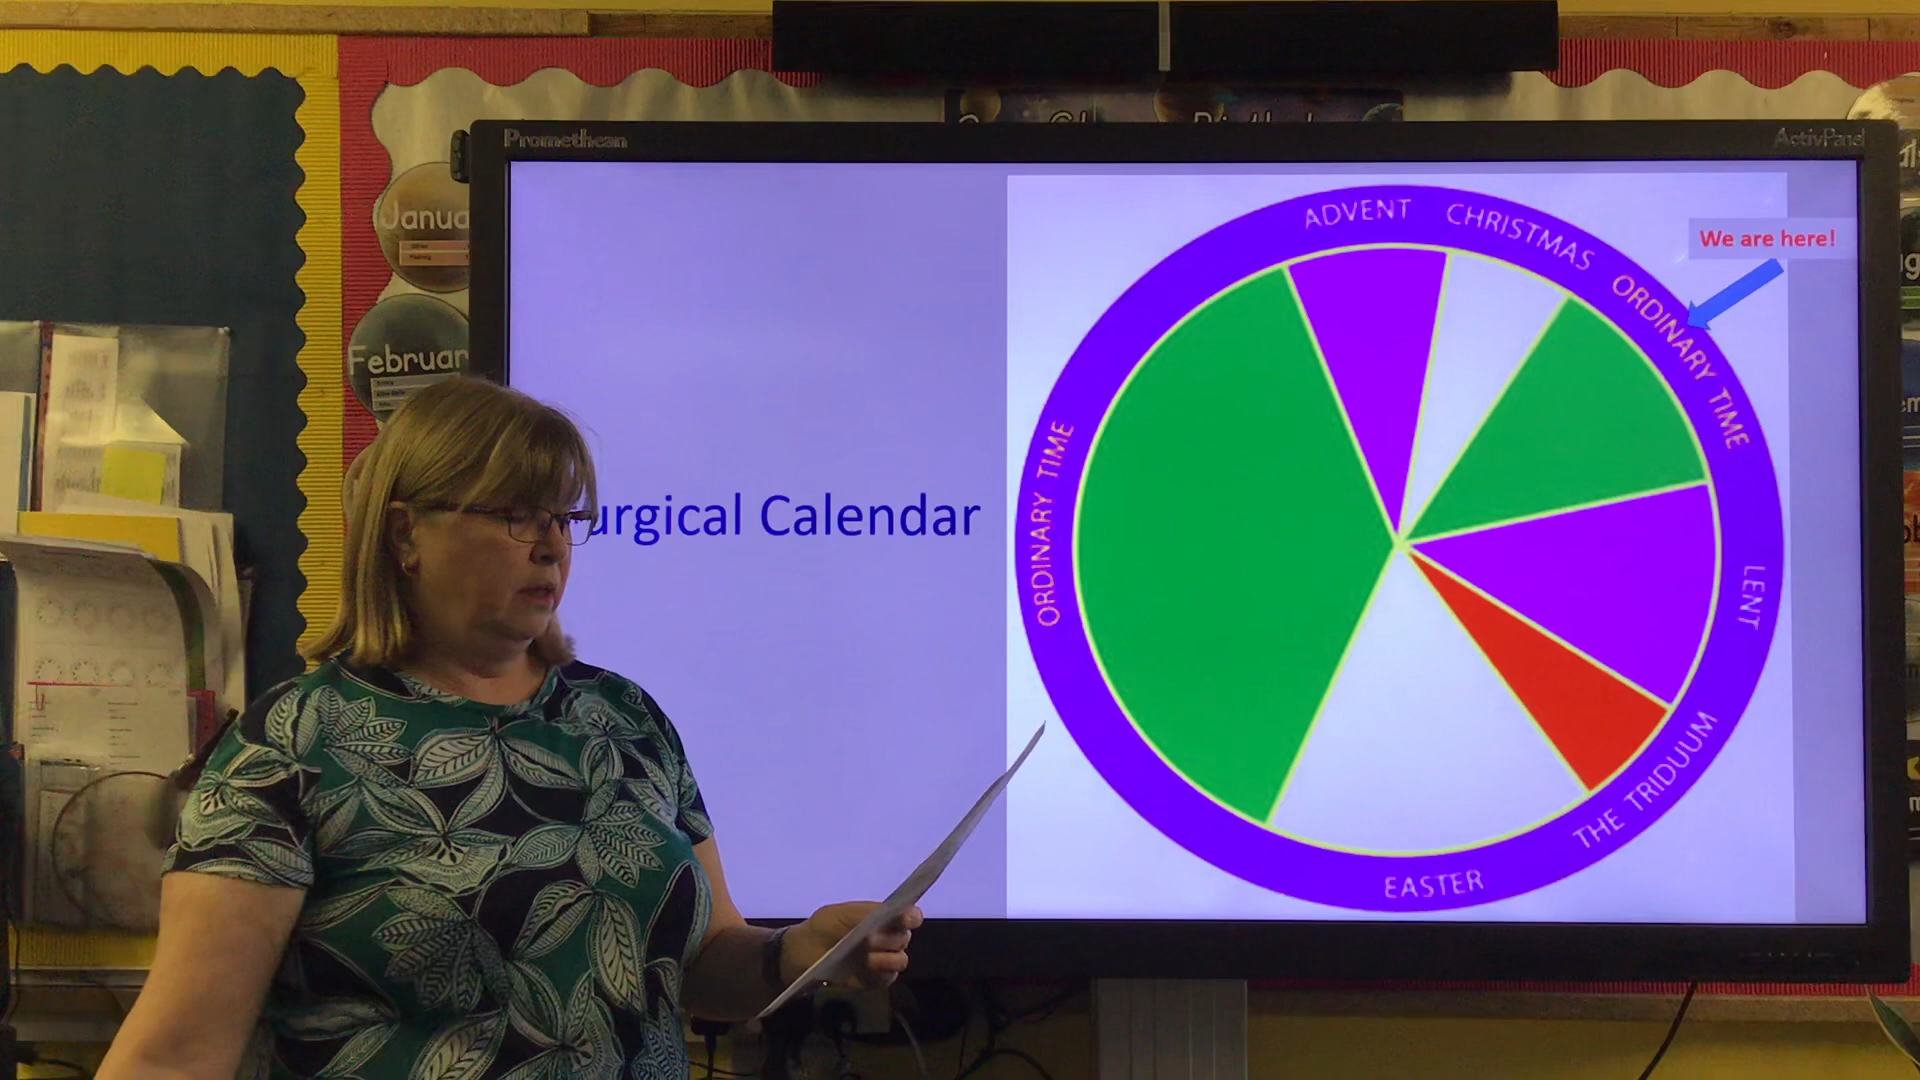 Promethean
ActivPanel
Janua
Februar
urgical Calendar
ADVENT
CHRISTMAS
ORDINARY TIME
We are here!
LENT
THE TRIDUUM
EASTER
ORDINARY TIME